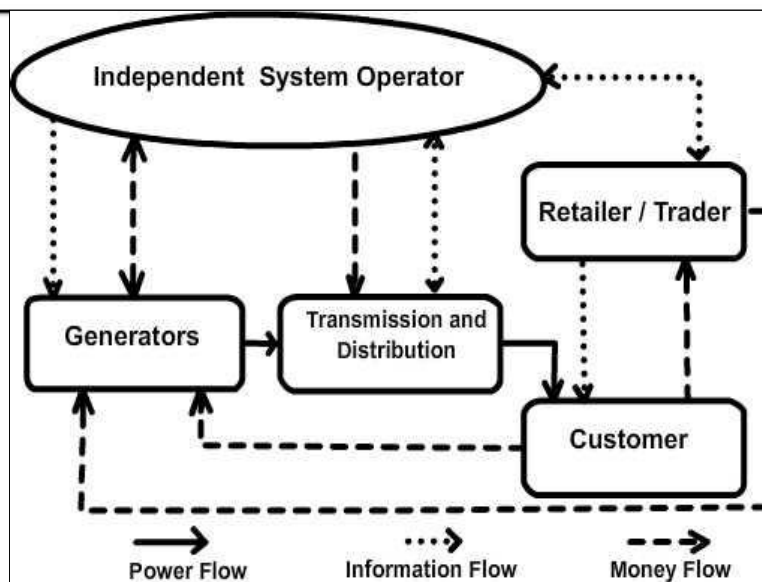 Independent System Operator
Retailer / Trader
Generators
Transmission and
Distribution
Customer
Power Flow
Information Flow
Money Flow